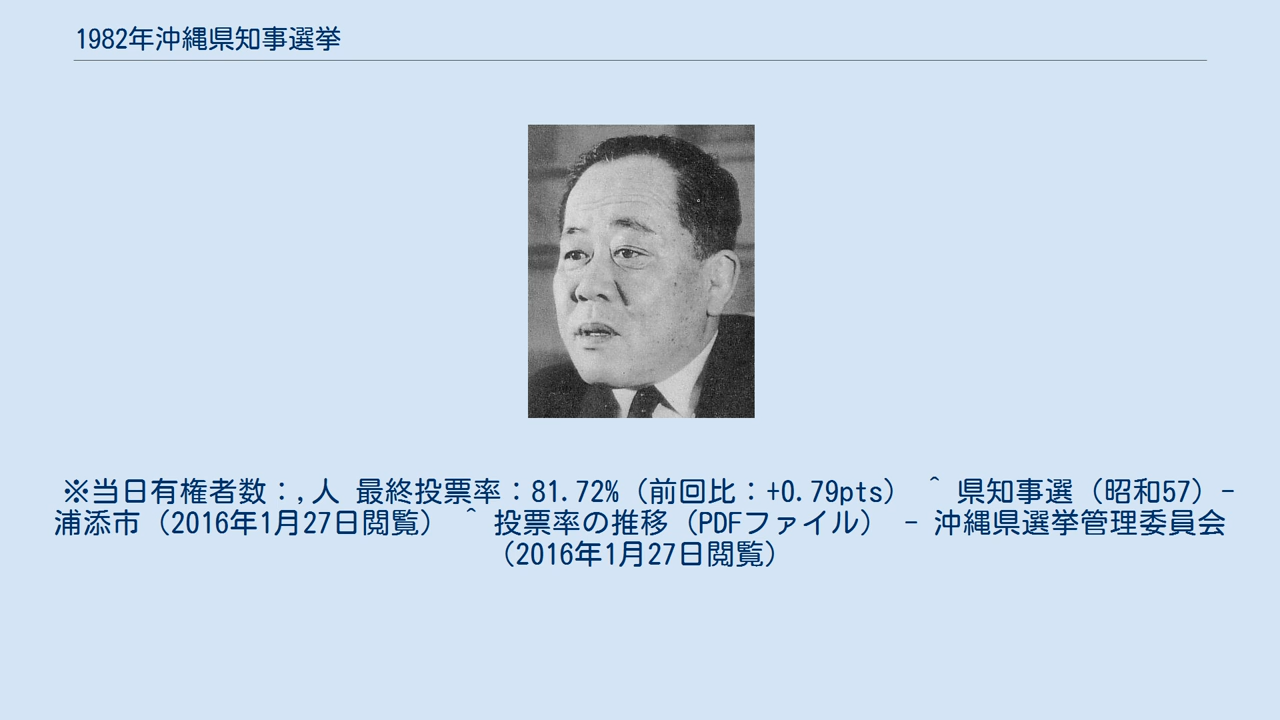 1982年沖縄県知事選挙
※当日有権者数：,人 最終投票率：81.72%（前回比：+0.79pts） ^ 県知事選（昭和57）-
浦添市（2016年1月27日閲覧） ^ 投票率の推移（PDFファイル） - 沖縄県選挙管理委員会
（2016年1月27日閲覧）